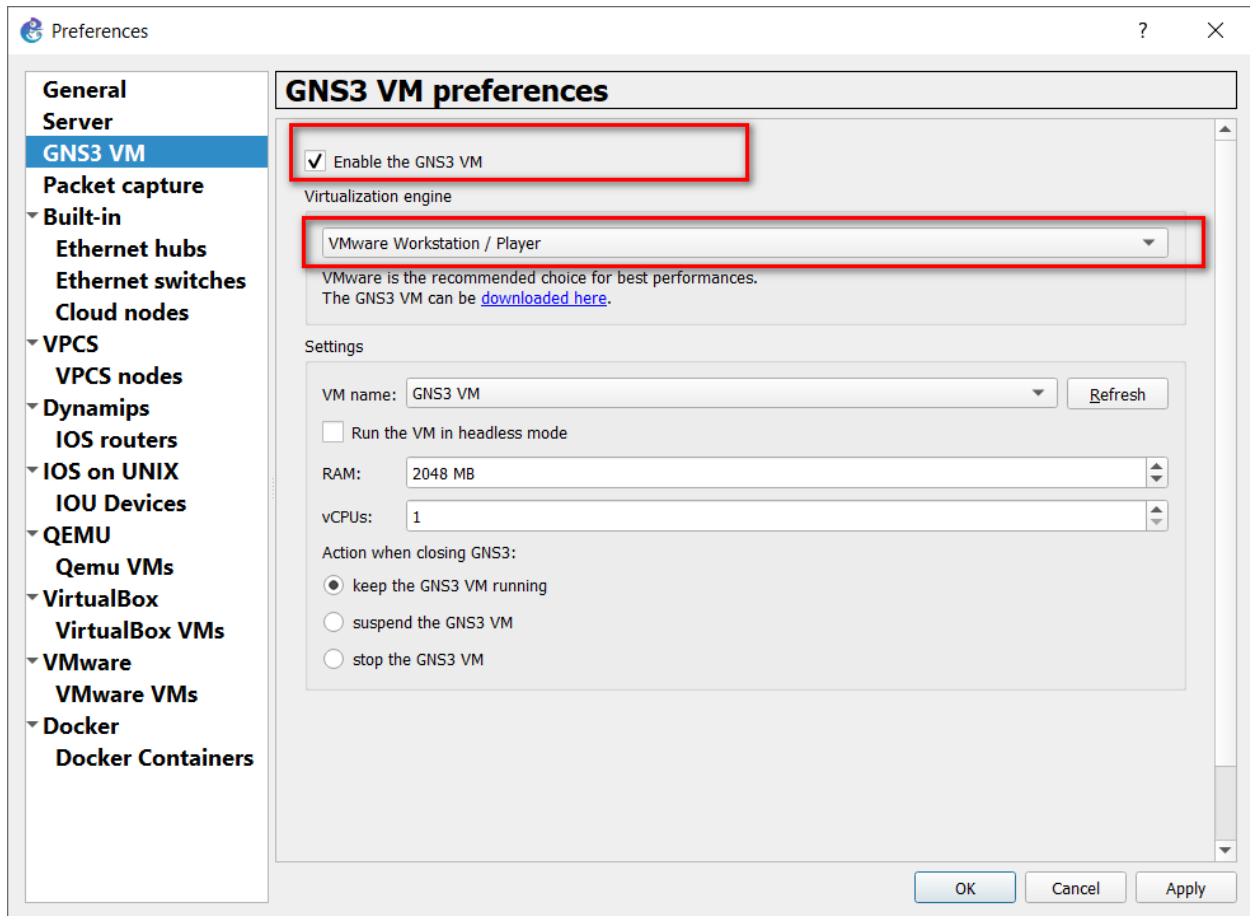 Preferences
?
General
Server
GNS3 VM
Packet capture
Built-in
Ethernet hubs
Ethernet switches
Cloud nodes
VPCS
VPCS nodes
Dynamips
IOS routers
IOS on UNIX
IOU Devices
QEMU
Qemu VMs
VirtualBox
VirtualBox VMs
VMware
VMware VMs
Docker
Docker Containers
GNS3 VM preferences
Enable the GNS3 VM
Virtualization engine
VMware Workstation / Player
VMware is the recommended choice for best performances.
The GNS3 VM can be downloaded here.
Settings
VM name: GNS3 VM Refresh
Run the VM in headless mode
RAM: 2048 MB
vCPUs: 1
Action when closing GNS3:
keep the GNS3 VM running
suspend the GNS3 VM
stop the GNS3 VM
OK Cancel Apply